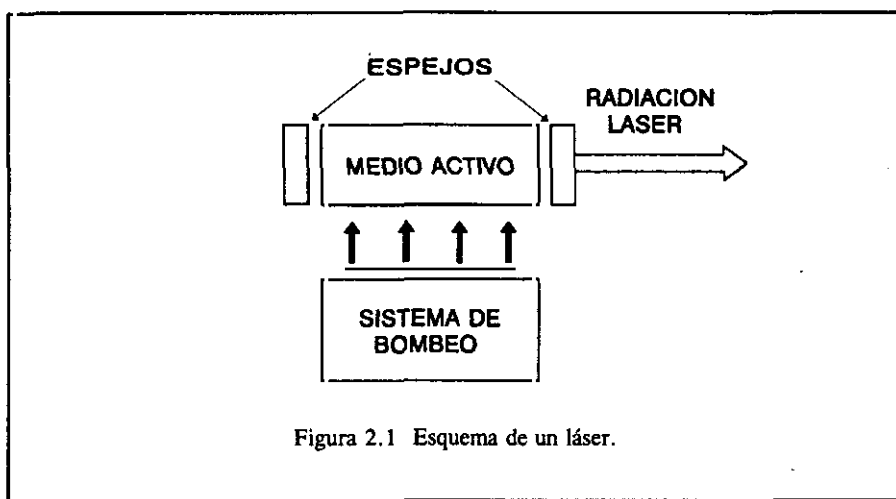 ESPEJOS
RADIACION
LASER
MEDIO ACTIVO
SISTEMA DE
BOMBEO
Figura 2.1 Esquema de un láser.